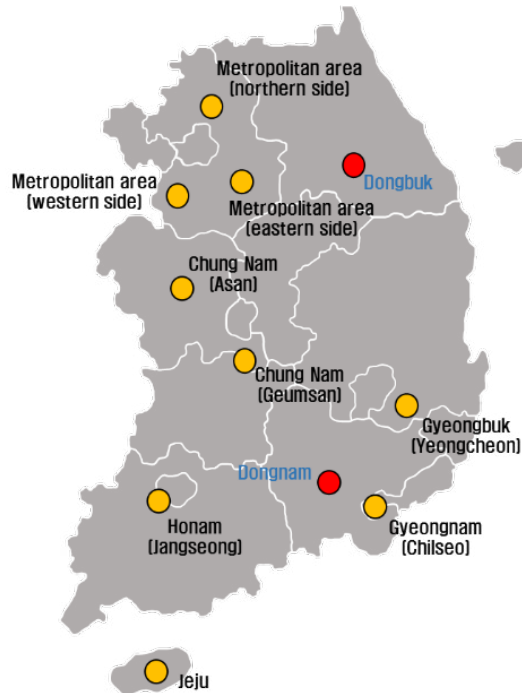 Metropolitan area
(northern side)
Dongbuk
Metropolitan area
(western side)
Metropolitan area
(eastern side)
Chung Nam
(Asan)
Chung Nam
(Geumsan)
Gyeongbuk
(Yeongcheon)
Dongnam
Honam
(Jangseong)
Gyeongnam
(Chilseo)
Jeju